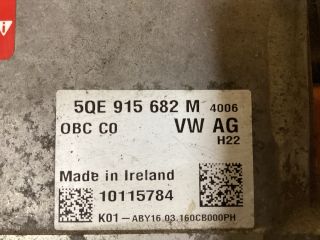 5QE 915 682 M 4006
OBC C0 VW AG
H22
Made in Ireland
10115784
K01-ABY16.03.160CB000PH